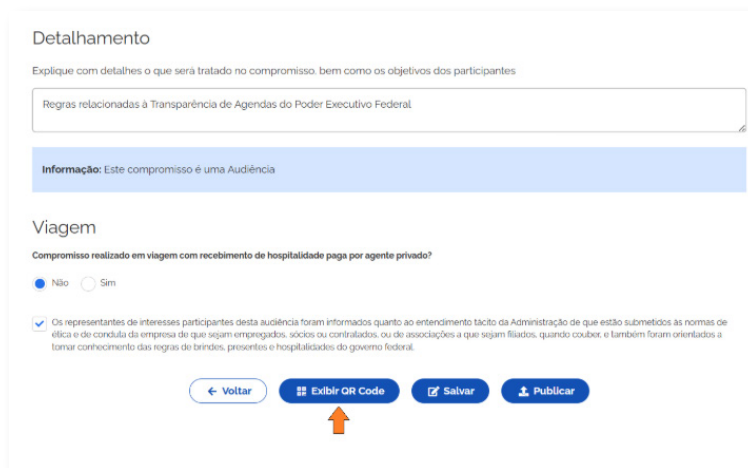 Detalhamento
Explique com detalhes o que será tratado no compromisso, bem como os objetivos dos participantes
Regras relacionadas à Transparência de Agendas do Poder Executivo Federal
Informação: Este compromisso é uma Audiência
Viagem
Compromisso realizado em viagem com recebimento de hospitalidade paga por agente privado?
Não Sim
Os representantes de interesses participantes desta audiência foram informados quanto ao entendimento tácito da Administração de que estão submetidos às normas de
ética e de conduta da empresa de que sejam empregados, sócios ou contratados, ou de associações a que sejam filiados, quando couber, e também foram orientados a
tomar conhecimento das regras de brindes, presentes e hospitalidades do governo federal.
Voltar Exibir QR Code Salvar Publicar